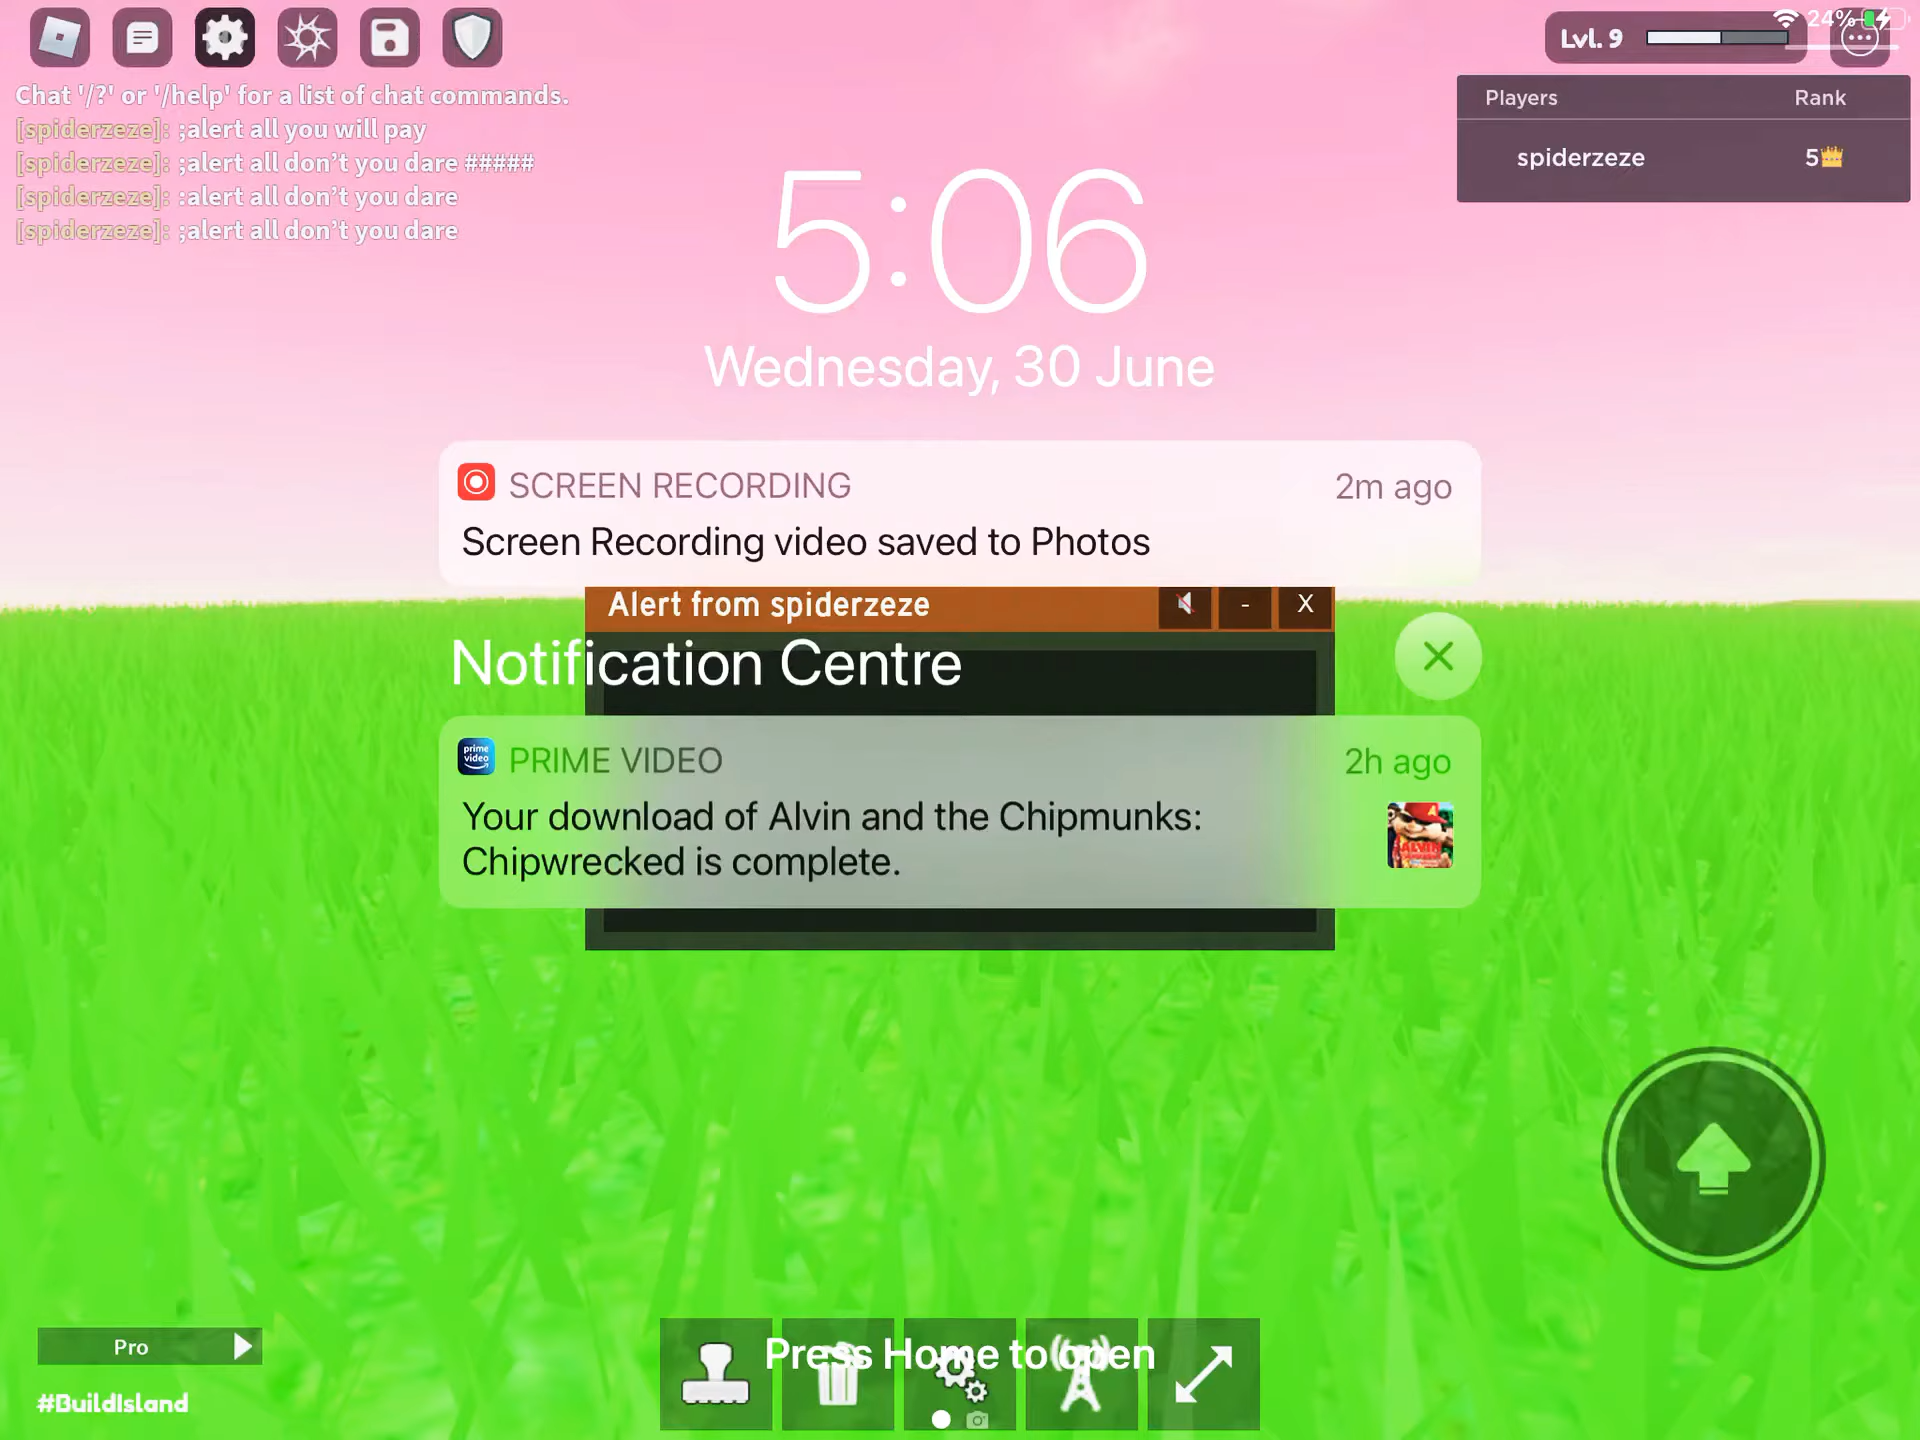 Lvl. 9
24%
Chat '/?' or '/help' for a list of chat commands.
[spiderzeze]: ;alert all you will pay
[spiderzeze]: ;alert all don't you dare #####
[spiderzeze]: :alert all don't you dare
[spiderzeze]: ;alert all don't you dare
Players Rank
spiderzeze 5
5:06
Wednesday, 30 June
SCREEN RECORDING 2m ago
Screen Recording video saved to Photos
Alert from spiderzeze - X
Notification Centre
prime video
PRIME VIDEO 2h ago
Your download of Alvin and the Chipmunks:
Chipwrecked is complete.
ALVIN
Pro
Press Home to open
#BuildIsland